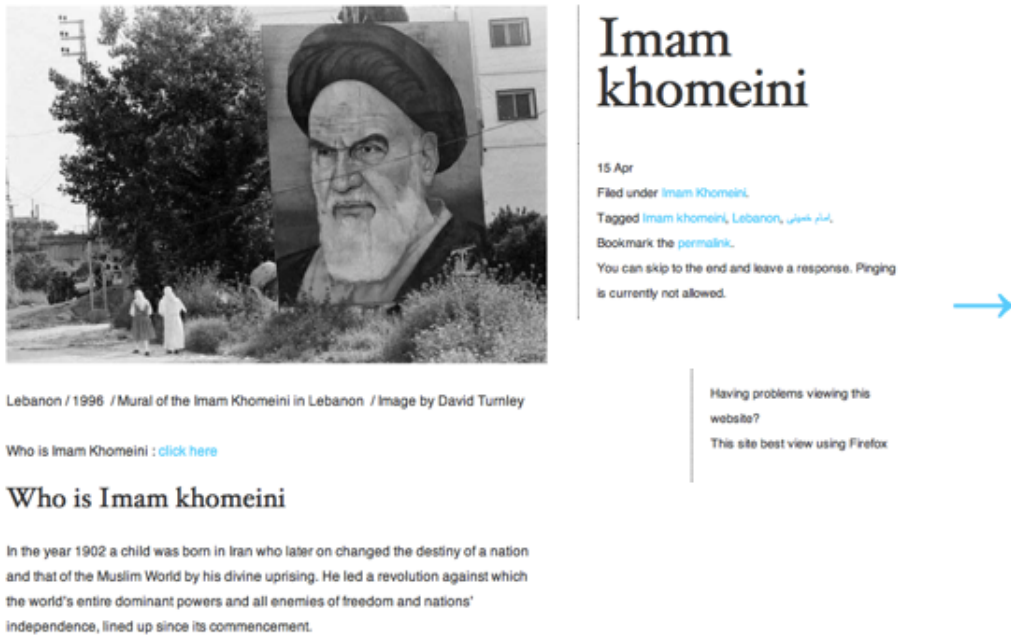 Imam
khomeini
15 Apr
Filed under Imam Khomeini.
Tagged Imam khomeini, Lebanon, امام خمینی.
Bookmark the permalink.
You can skip to the end and leave a response. Pinging
is currently not allowed.
Having problems viewing this
website?
This site best view using Firefox
Lebanon / 1996 / Mural of the Imam Khomeini in Lebanon / Image by David Turnley
Who is Imam Khomeini : click here
Who is Imam khomeini
In the year 1902 a child was born in Iran who later on changed the destiny of a nation
and that of the Muslim World by his divine uprising. He led a revolution against which
the world's entire dominant powers and all enemies of freedom and nations'
independence, lined up since its commencement.